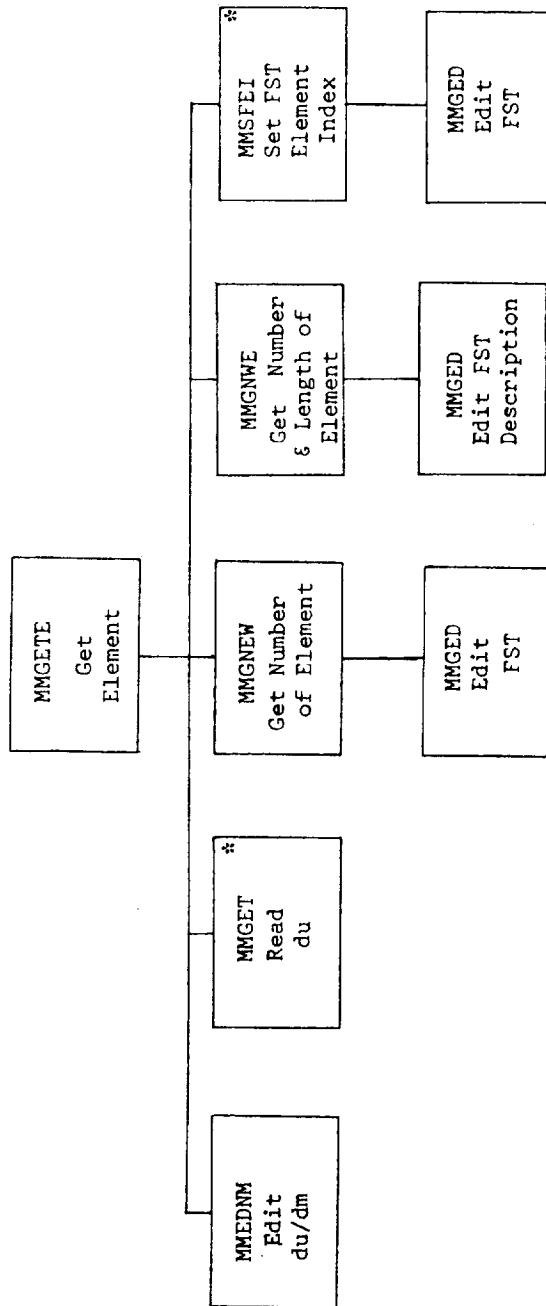 MMGETE
Get
Element
MMEDNM
Edit
du/dm
*
MMGET
Read
du
MMGNEW
Get Number
of Element
MMGNWE
Get Number
& Length of
Element
*
MMSFEI
Set FST
Element
Index
MMGED
Edit
FST
MMGED
Edit FST
Description
MMGED
Edit
FST